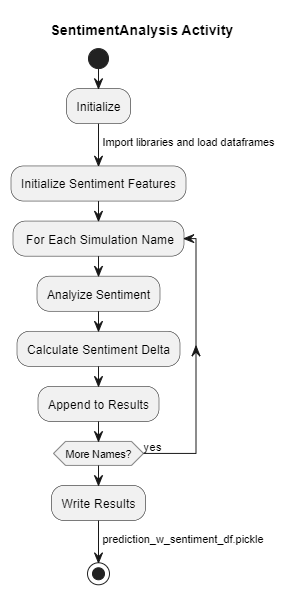 SentimentAnalysis Activity
Initialize
Import libraries and load dataframes
Initialize Sentiment Features
For Each Simulation Name
Analyize Sentiment
Calculate Sentiment Delta
Append to Results
More Names?
yes
Write Results
prediction_w_sentiment_df.pickle